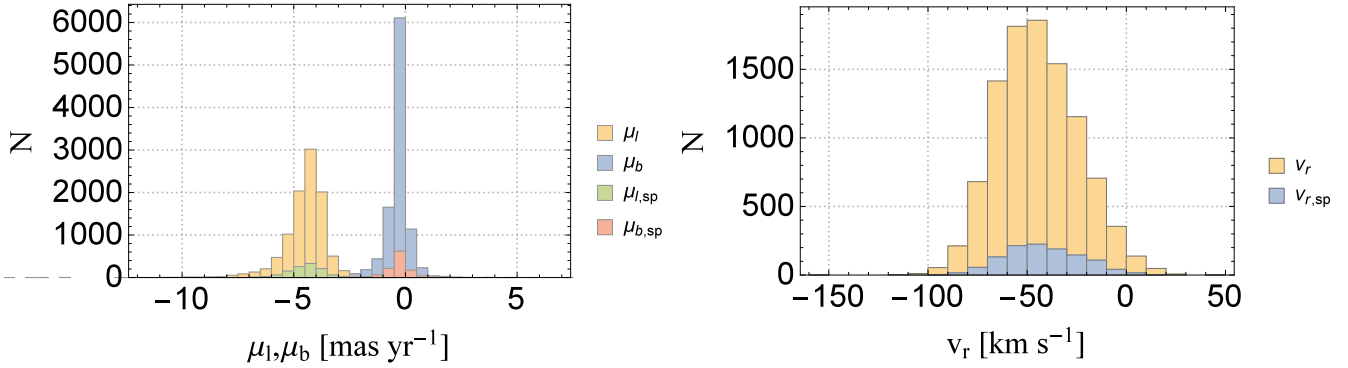 6000
5000
4000
3000
2000
1000
0
N
−10 −5 0 5
μl,μb [mas yr−1]
μl
μb
μl,sp
μb,sp
1500
1000
500
0
N
−150 −100 −50 0 50
vr [km s−1]
vr
vr,sp